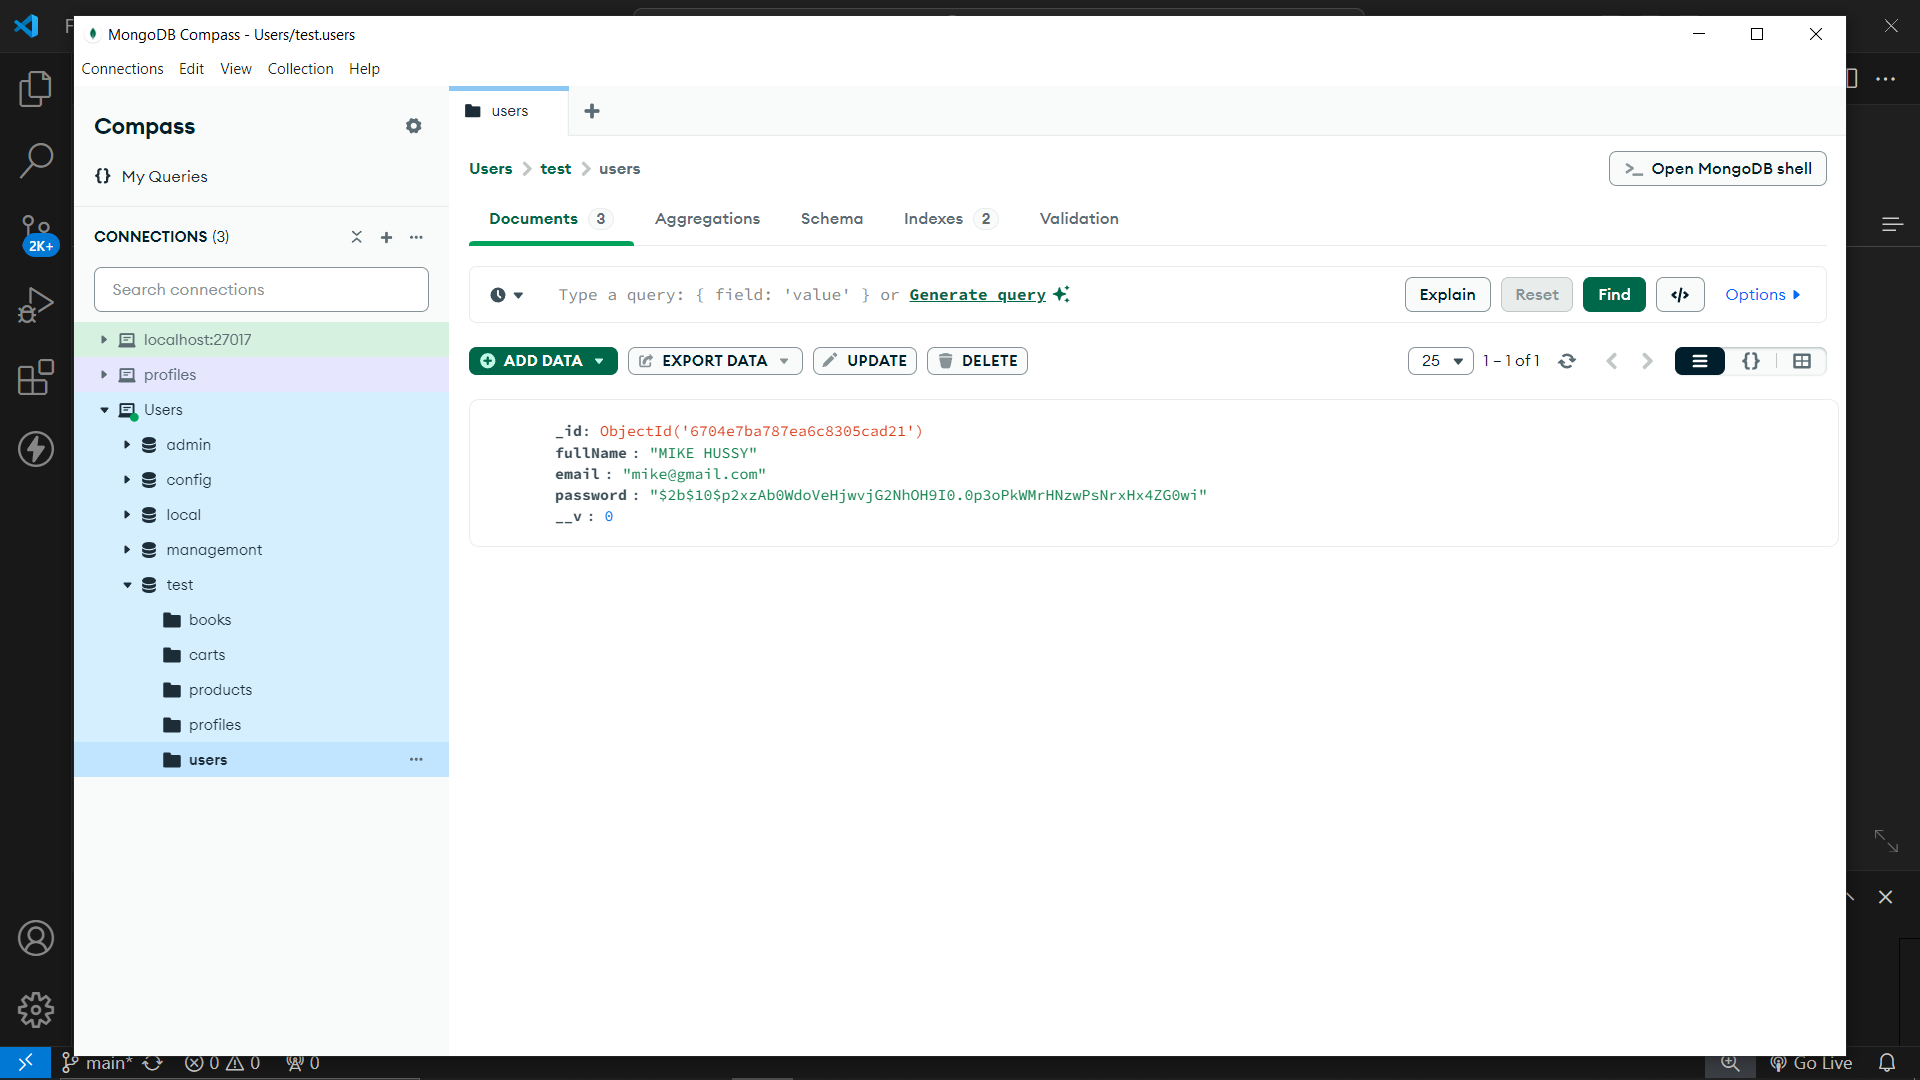 F
MongoDB Compass - Users/test.users
Connections Edit View Collection Help
Compass
users
{} My Queries
Users > test > users
>_ Open MongoDB shell
Documents 3 Aggregations Schema Indexes 2 Validation
CONNECTIONS (3)
2K+
Search connections
Type a query: { field: 'value' } or Generate query
Explain Reset Find </> Options
localhost:27017
ADD DATA EXPORT DATA UPDATE DELETE
25 1 – 1 of 1 {}
profiles
Users
_id: ObjectId('6704e7ba787ea6c8305cad21')
fullName : "MIKE HUSSY"
email : "mike@gmail.com"
password : "$2b$10$p2xzAb0WdoVeHjwvjG2NhOH9I0.0p3oPkWMrHNzwPsNrxHx4ZG0wi"
__v : 0
admin
config
local
managemont
test
books
carts
products
profiles
users
main* 0 0 0 Go Live